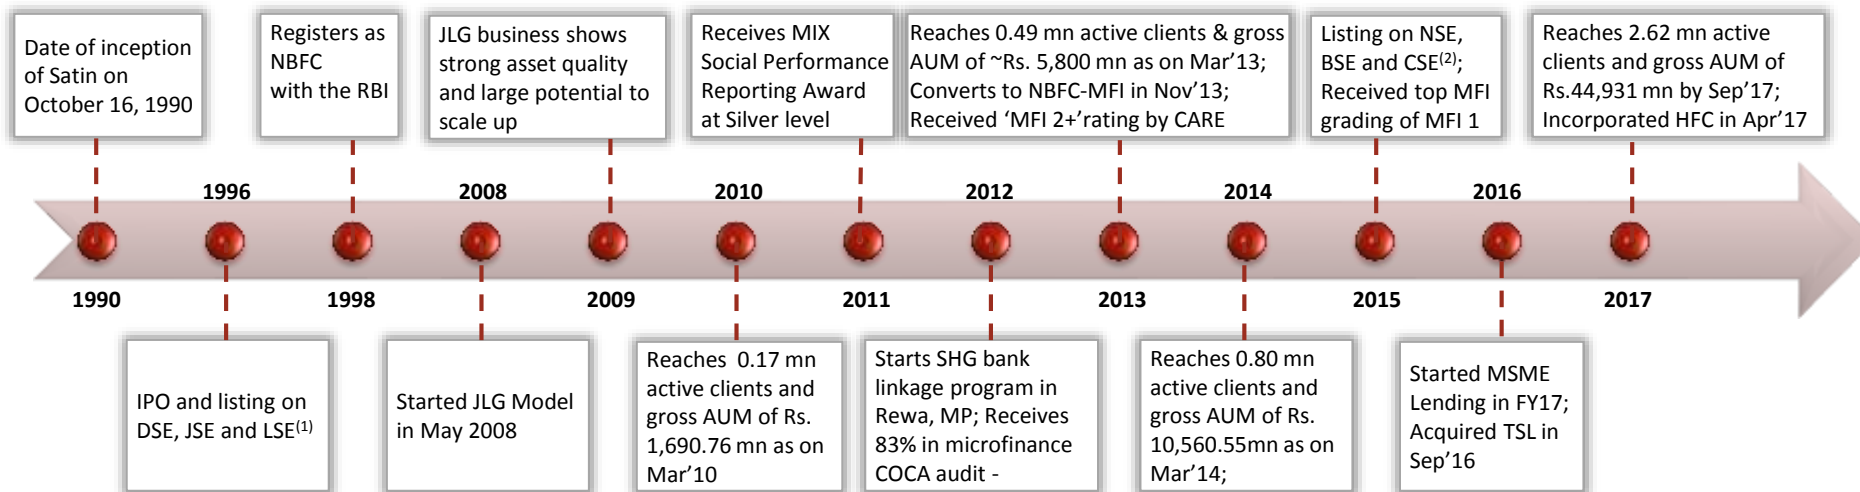 Date of inception
of Satin on
October 16, 1990
Registers as
NBFC
with the RBI
JLG business shows
strong asset quality
and large potential to
scale up
Receives MIX
Social Performance
Reporting Award
at Silver level
Reaches 0.49 mn active clients & gross
AUM of ~Rs. 5,800 mn as on Mar’13;
Converts to NBFC-MFI in Nov’13;
Received ‘MFI 2+’rating by CARE
Listing on NSE,
BSE and CSE(2);
Received top MFI
grading of MFI 1
Reaches 2.62 mn active
clients and gross AUM of
Rs.44,931 mn by Sep’17;
Incorporated HFC in Apr’17
1996 2008 2010 2012 2014 2016
1990 1998 2009 2011 2013 2015 2017
IPO and listing on
DSE, JSE and LSE(1)
Started JLG Model
in May 2008
Reaches 0.17 mn
active clients and
gross AUM of Rs.
1,690.76 mn as on
Mar’10
Starts SHG bank
linkage program in
Rewa, MP; Receives
83% in microfinance
COCA audit -
Reaches 0.80 mn
active clients and
gross AUM of Rs.
10,560.55mn as on
Mar’14;
Started MSME
Lending in FY17;
Acquired TSL in
Sep’16